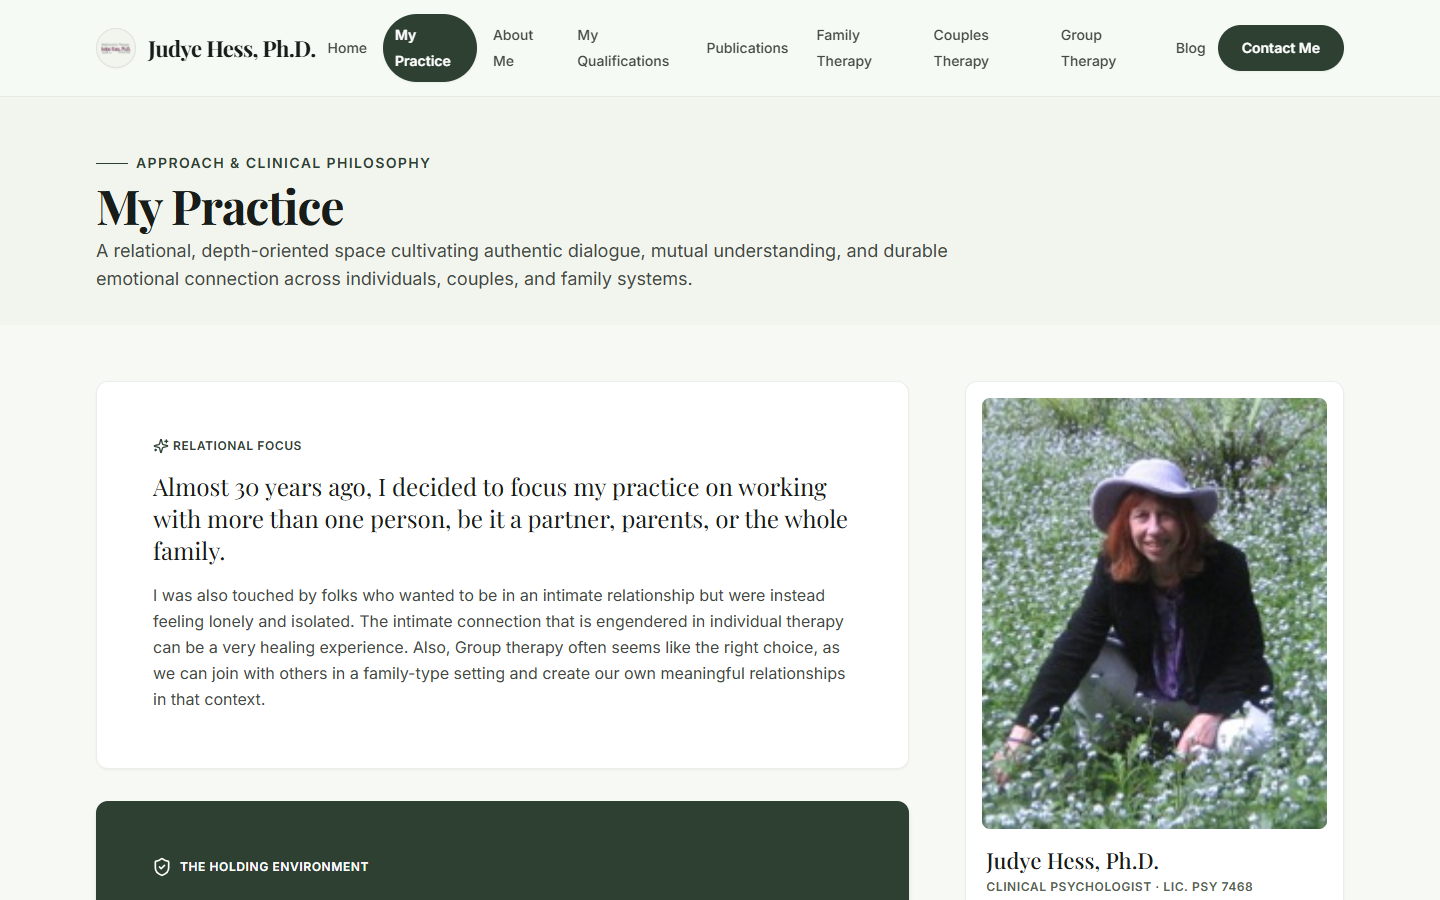 Judye Hess, Ph.D.
Home
My
Practice
About
Me
My
Qualifications
Publications
Family
Therapy
Couples
Therapy
Group
Therapy
Blog
Contact Me
APPROACH & CLINICAL PHILOSOPHY
My Practice
A relational, depth-oriented space cultivating authentic dialogue, mutual understanding, and durable
emotional connection across individuals, couples, and family systems.
RELATIONAL FOCUS
Almost 30 years ago, I decided to focus my practice on working
with more than one person, be it a partner, parents, or the whole
family.
I was also touched by folks who wanted to be in an intimate relationship but were instead
feeling lonely and isolated. The intimate connection that is engendered in individual therapy
can be a very healing experience. Also, Group therapy often seems like the right choice, as
we can join with others in a family-type setting and create our own meaningful relationships
in that context.
THE HOLDING ENVIRONMENT
Judye Hess, Ph.D.
CLINICAL PSYCHOLOGIST · LIC. PSY 7468